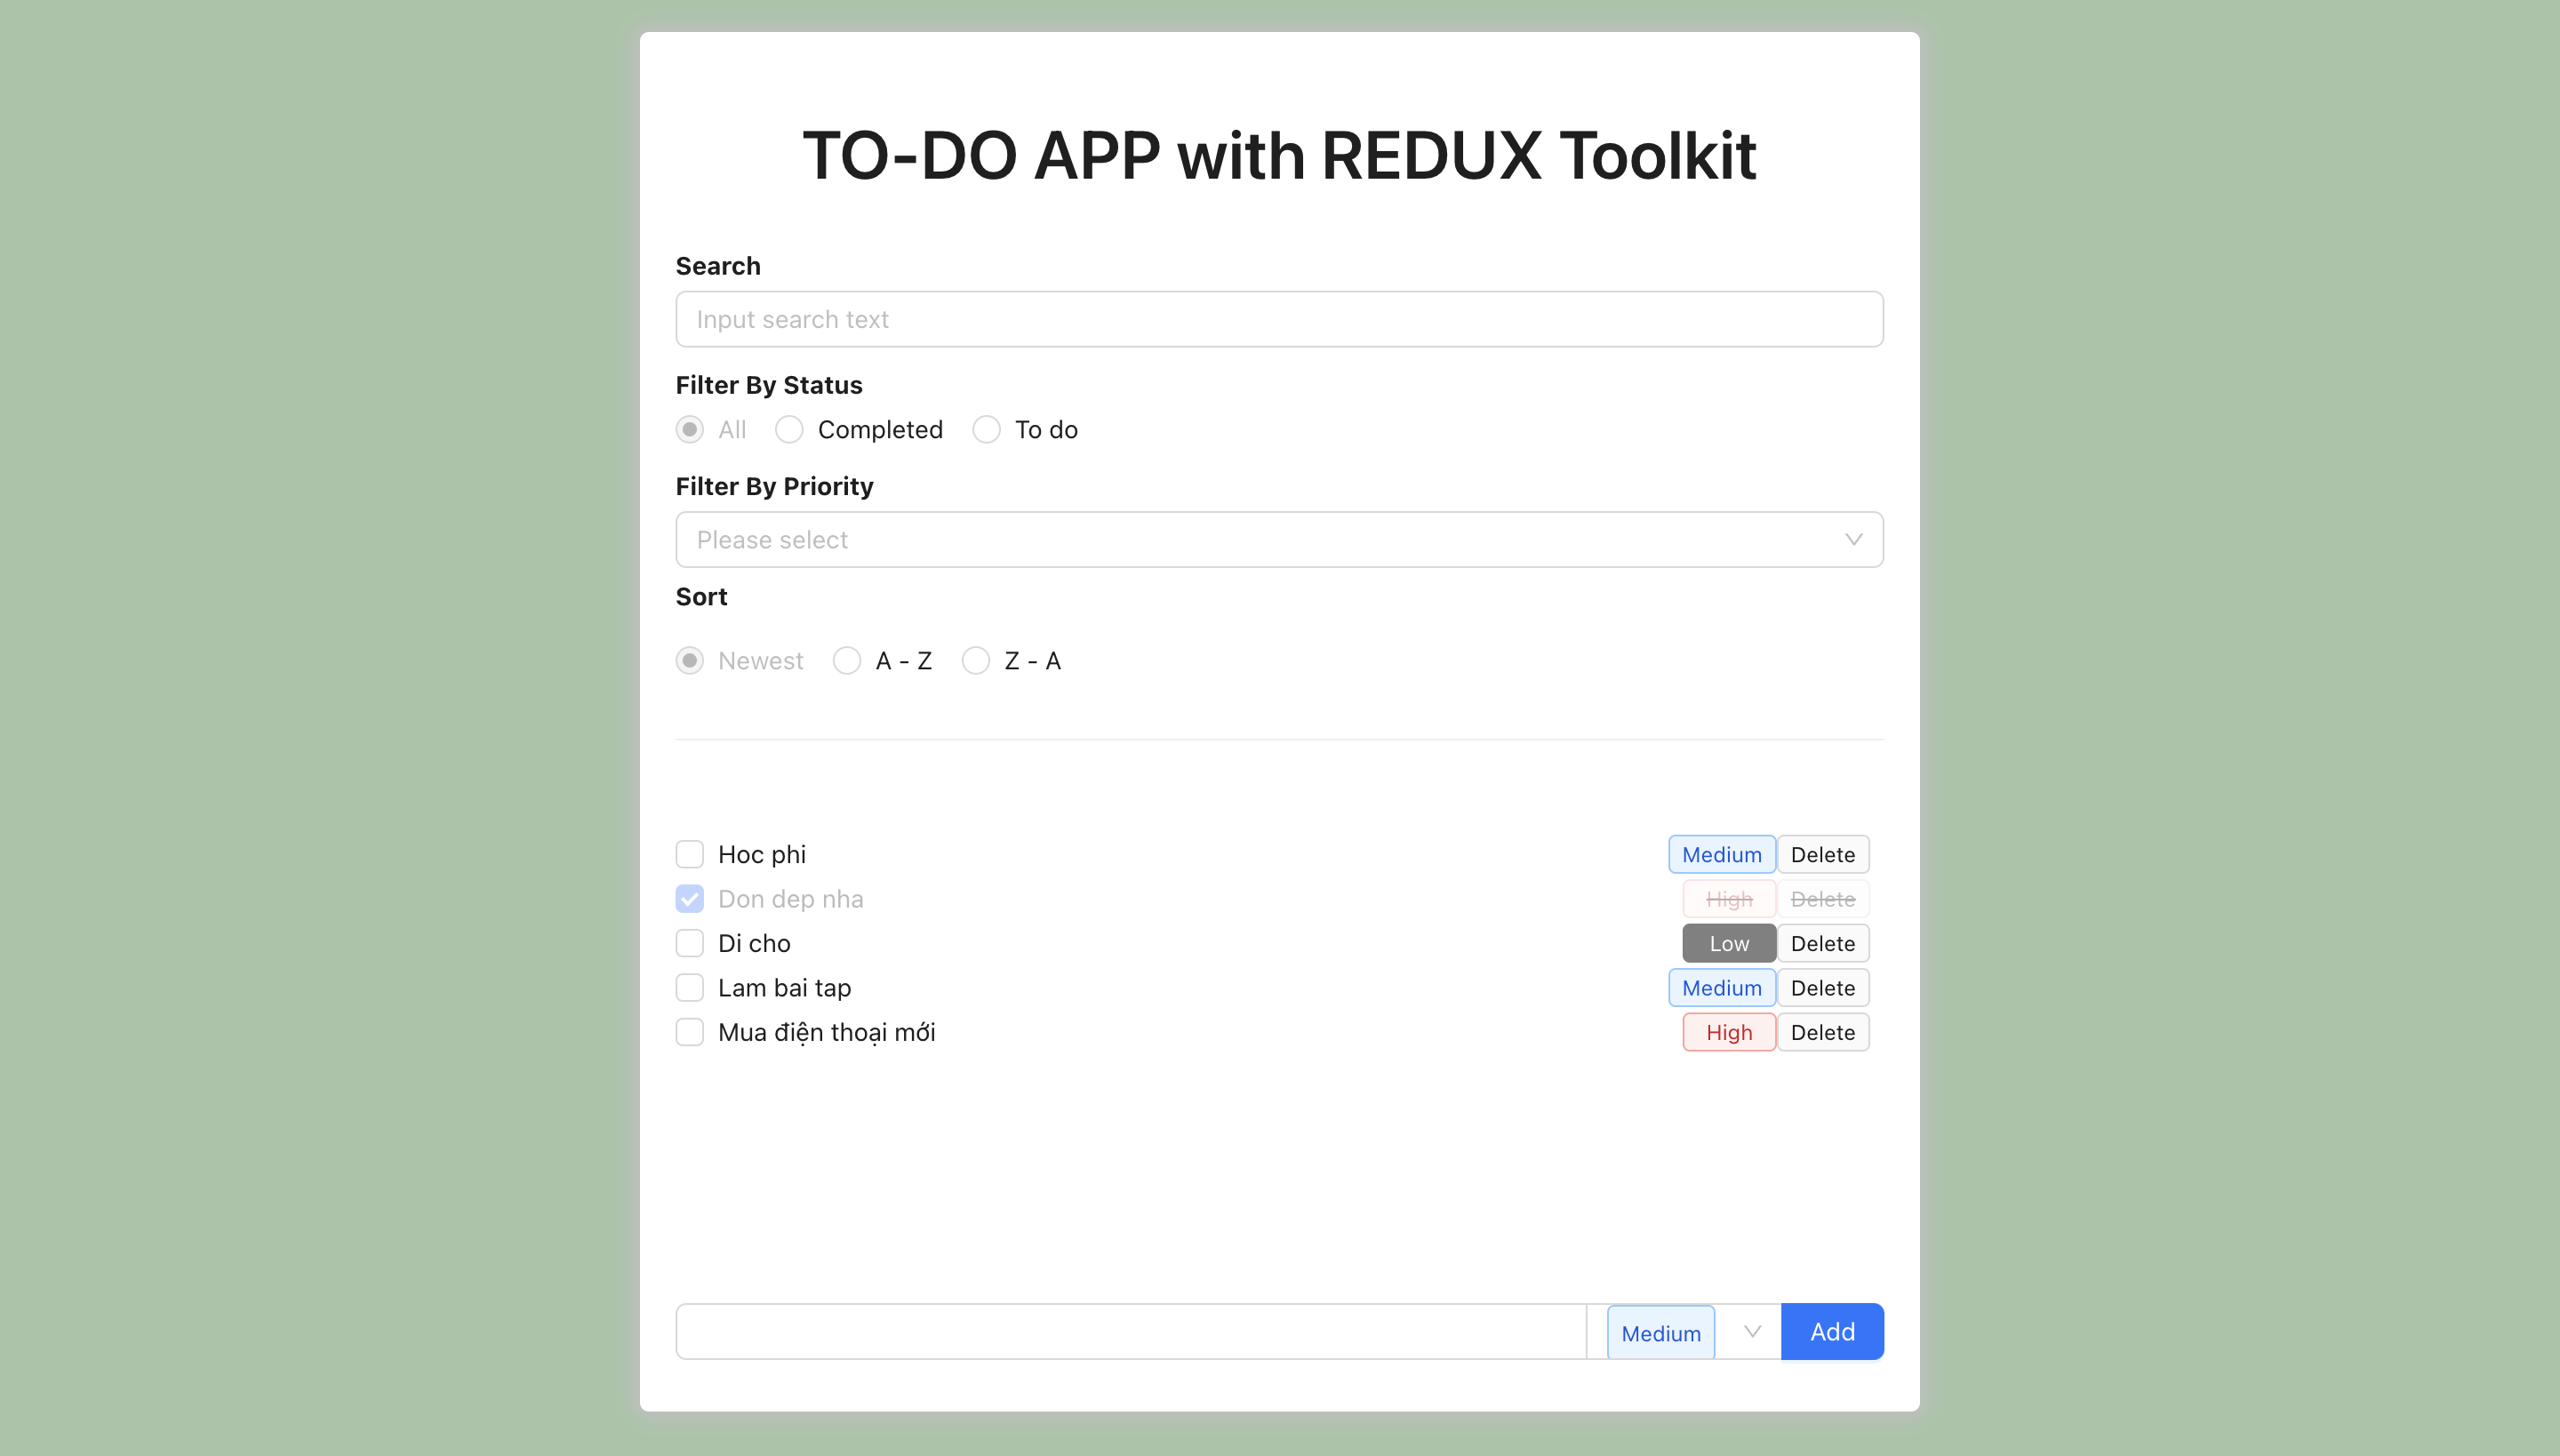 TO-DO APP with REDUX Toolkit
Search
Input search text
Filter By Status
All Completed To do
Filter By Priority
Please select
Sort
Newest A - Z Z - A
Hoc phi Medium Delete
Don dep nha High Delete
Di cho Low Delete
Lam bai tap Medium Delete
Mua điện thoại mới High Delete
Medium Add